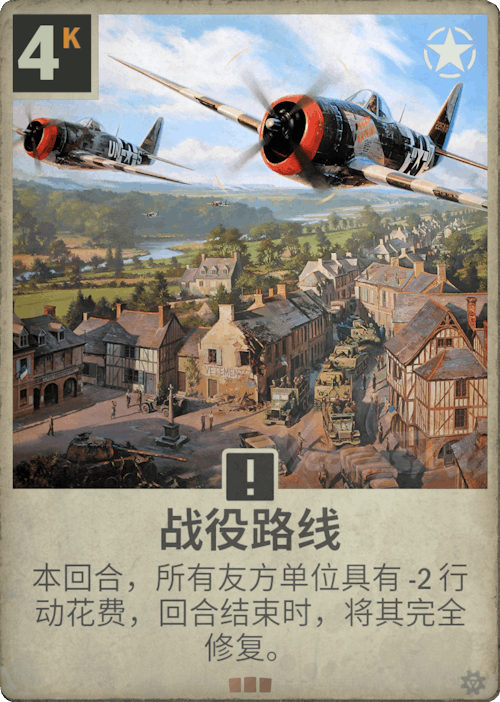 4K
VETEMENTS
!
战役路线
本回合，所有友方单位具有 -2 行
动花费，回合结束时，将其完全
修复。